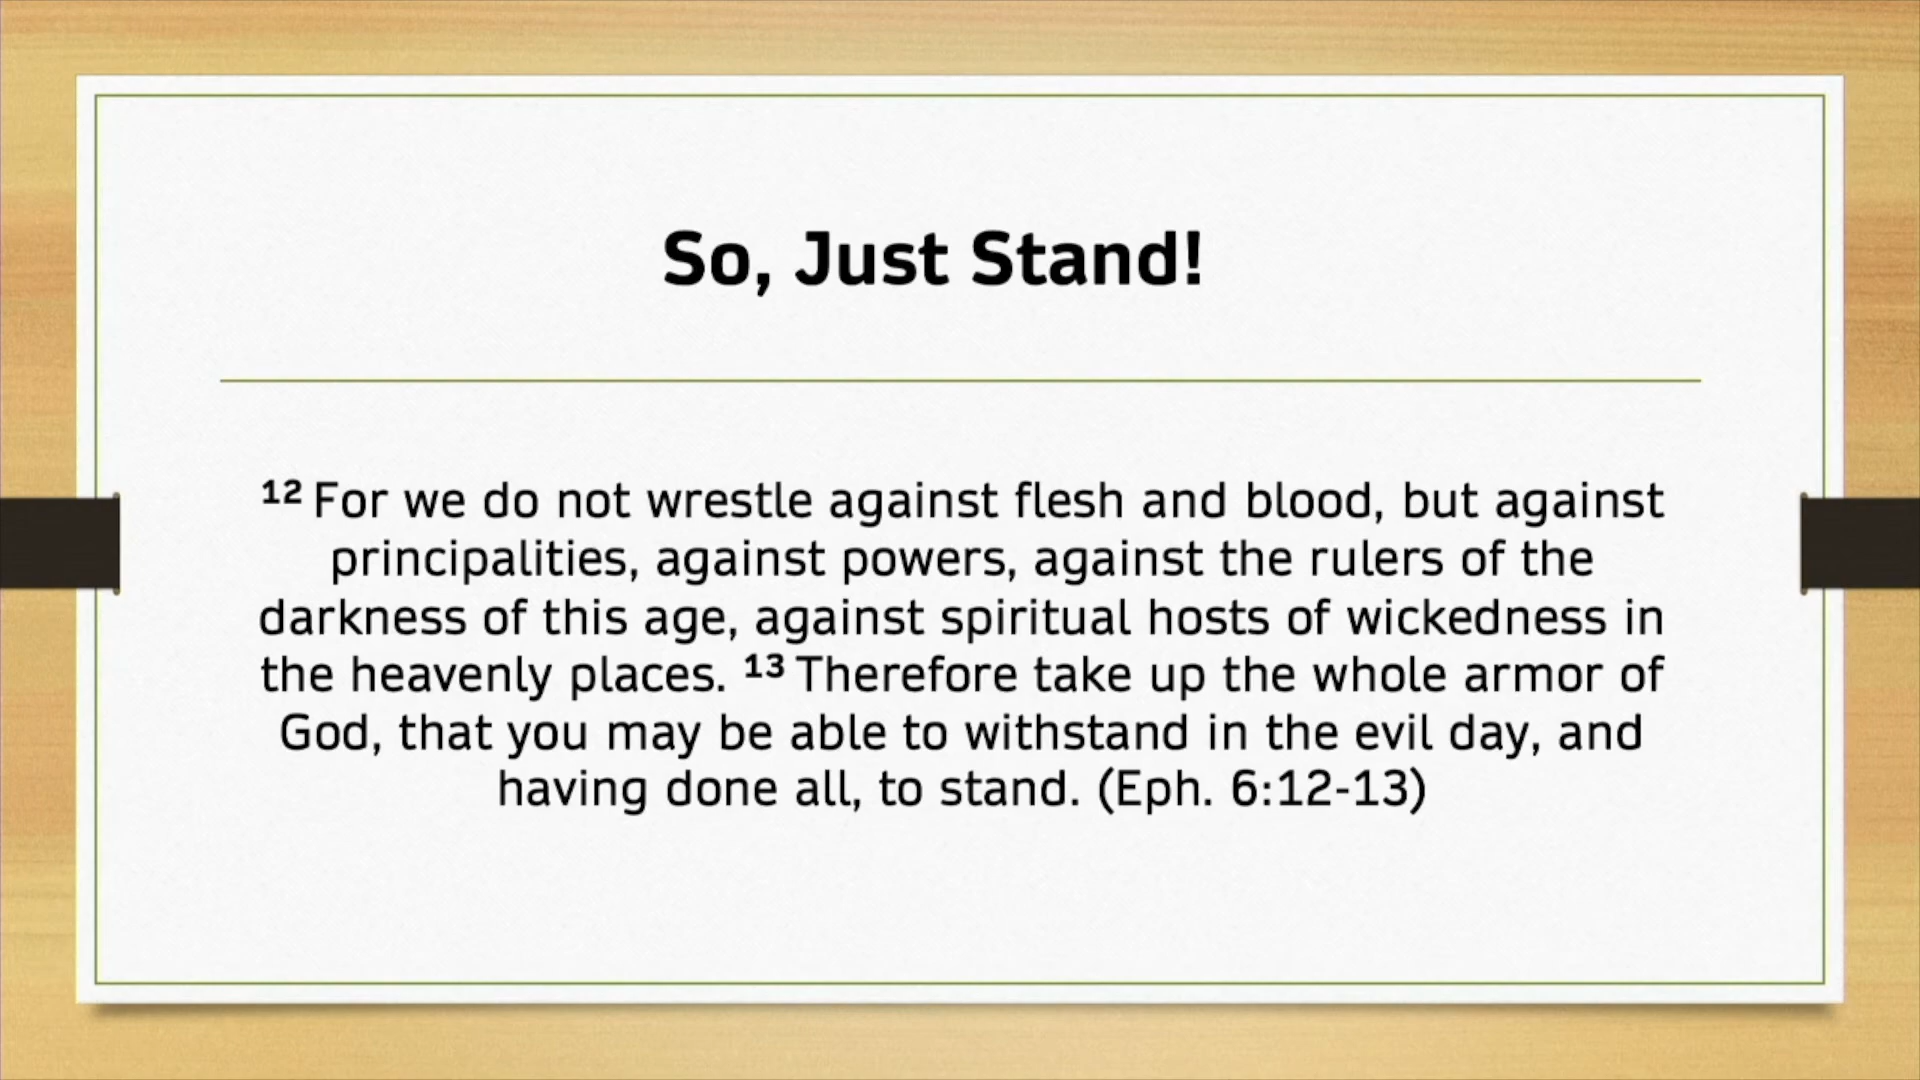 So, Just Stand!
12 For we do not wrestle against flesh and blood, but against
principalities, against powers, against the rulers of the
darkness of this age, against spiritual hosts of wickedness in
the heavenly places. 13 Therefore take up the whole armor of
God, that you may be able to withstand in the evil day, and
having done all, to stand. (Eph. 6:12-13)